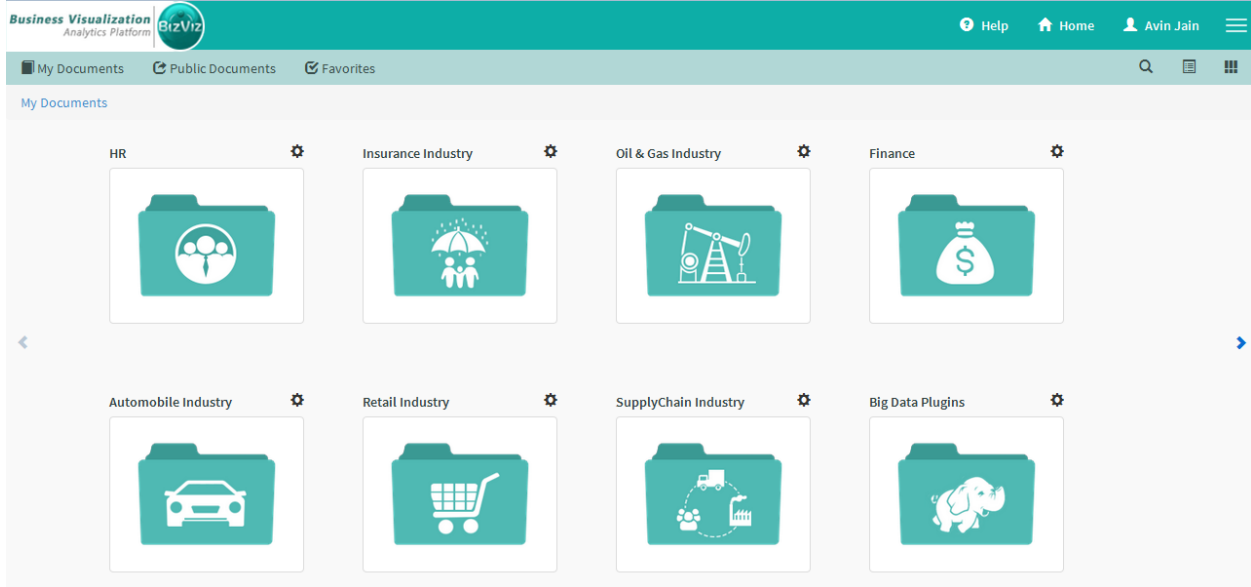 Business Visualization
Analytics Platform
BizViz
Help Home Avin Jain
My Documents Public Documents Favorites
My Documents
HR Insurance Industry Oil & Gas Industry Finance
$
Automobile Industry Retail Industry SupplyChain Industry Big Data Plugins